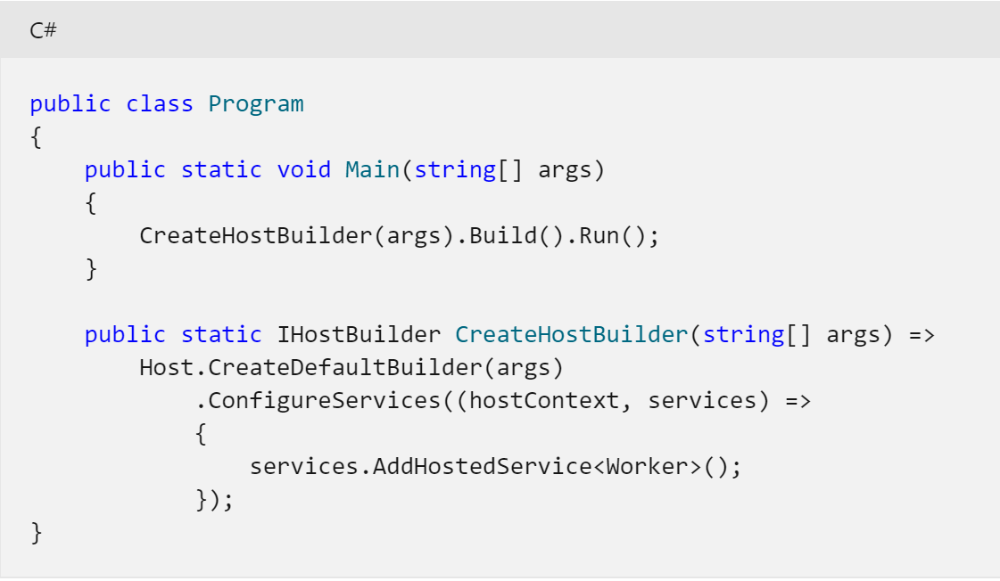 C#
public class Program
{
    public static void Main(string[] args)
    {
        CreateHostBuilder(args).Build().Run();
    }

    public static IHostBuilder CreateHostBuilder(string[] args) =>
        Host.CreateDefaultBuilder(args)
            .ConfigureServices((hostContext, services) =>
            {
                services.AddHostedService<Worker>();
            });
}